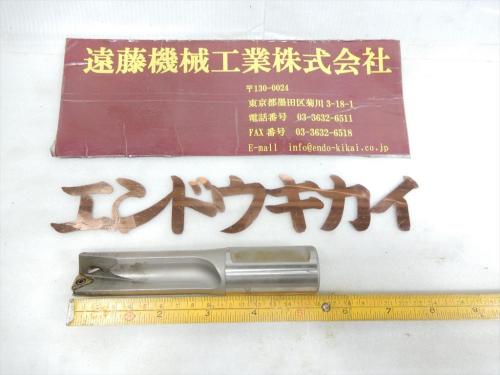 遠藤機械工業株式会社
〒130-0024
東京都墨田区菊川3-18-1
電話番号 03-3632-6511
FAX番号 03-3632-6518
E-mall info@endo-kikai.co.jp
エンドウキカイ